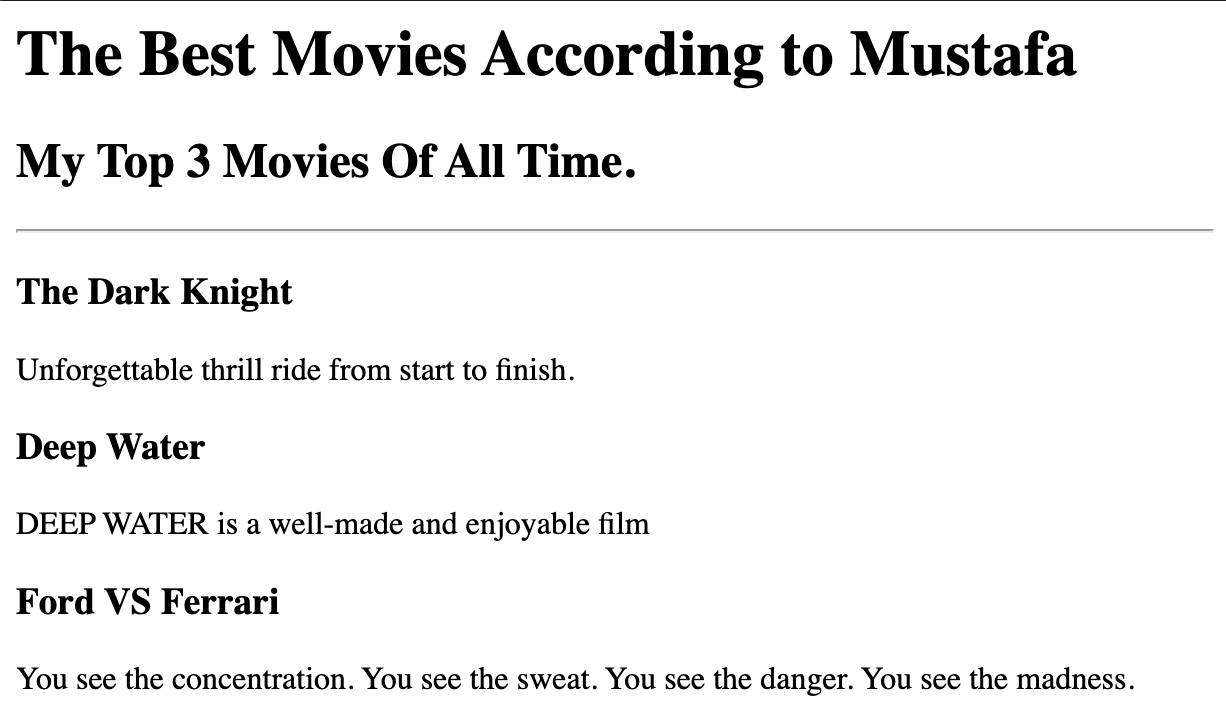 The Best Movies According to Mustafa
My Top 3 Movies Of All Time.
The Dark Knight
Unforgettable thrill ride from start to finish.
Deep Water
DEEP WATER is a well-made and enjoyable film
Ford VS Ferrari
You see the concentration. You see the sweat. You see the danger. You see the madness.